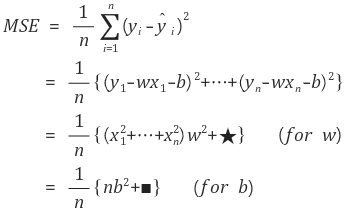 MSE = 1/n ∑_{i=1}^{n} (y_i - ŷ_i)^2
= 1/n {(y_1-wx_1-b)^2+⋯+(y_n-wx_n-b)^2}
= 1/n {(x_1^2+⋯+x_n^2)w^2+★} (for w)
= 1/n {nb^2+■} (for b)